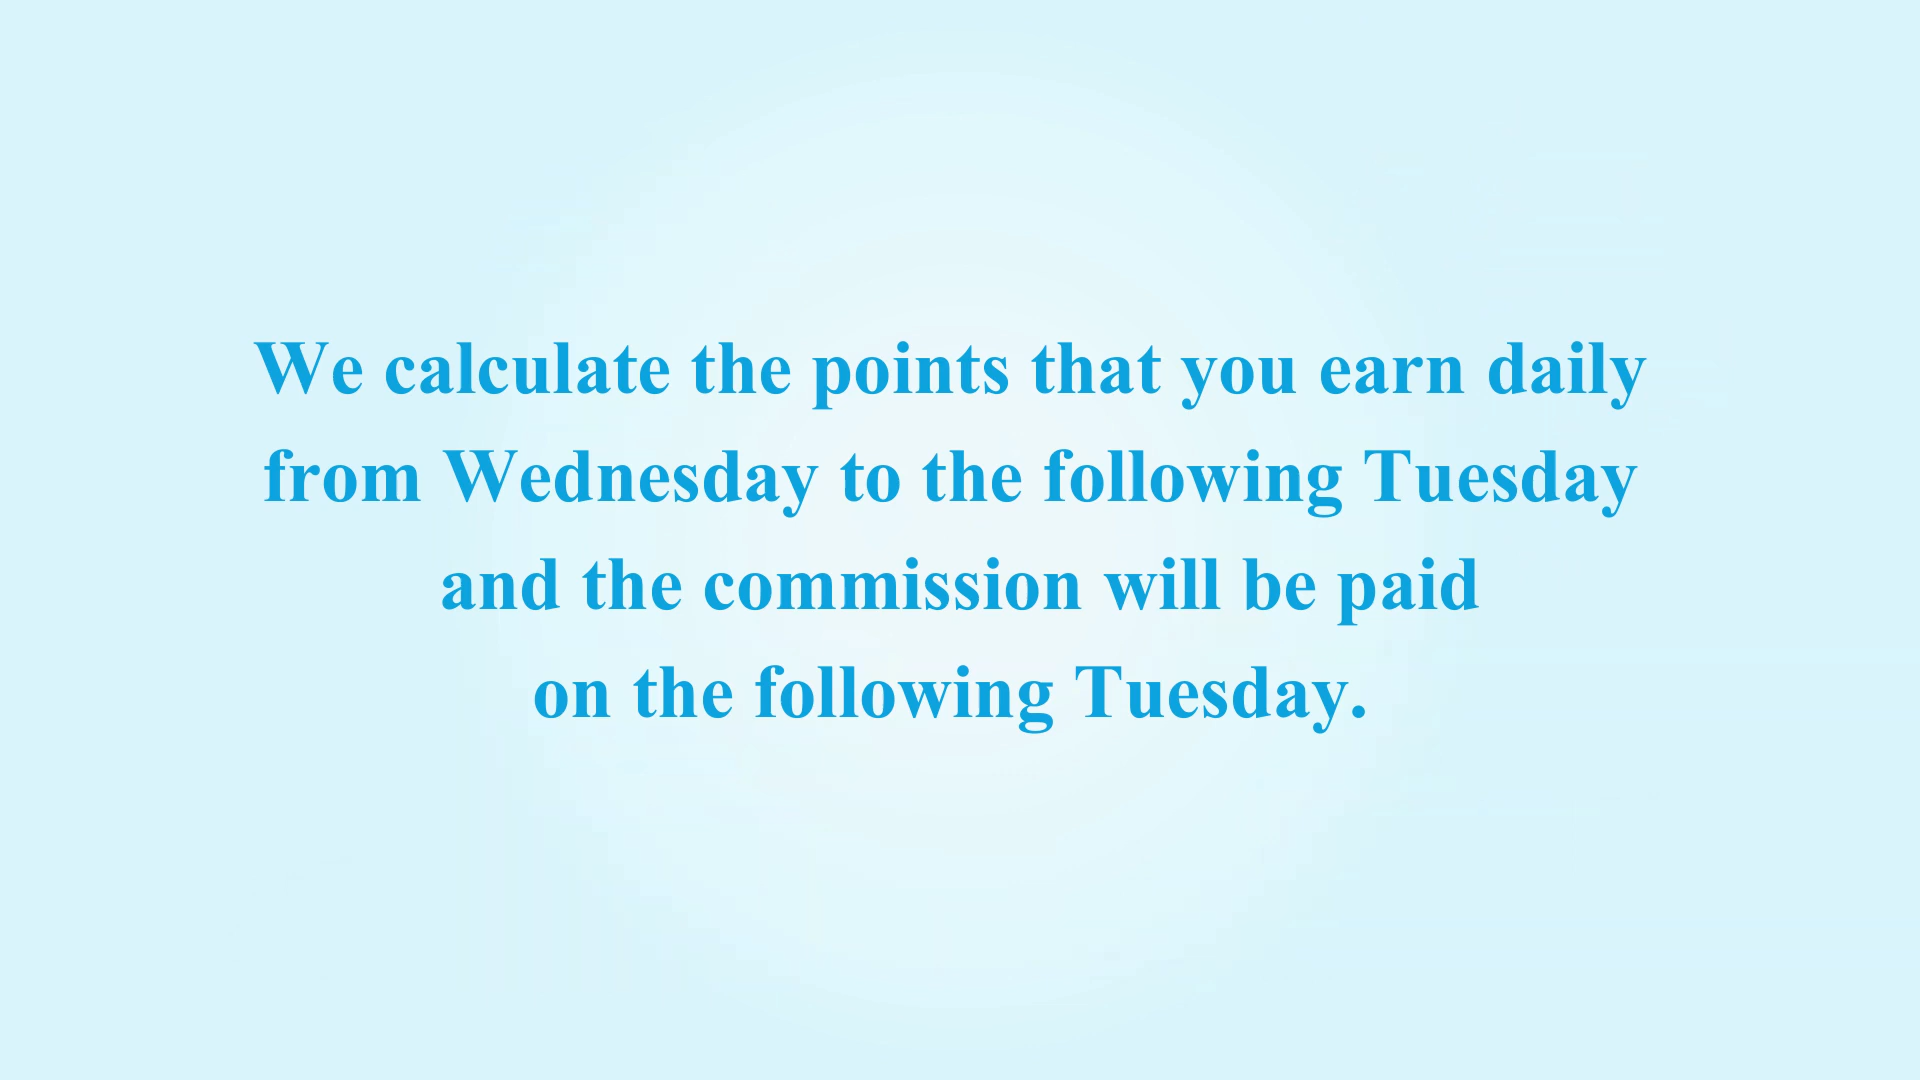 We calculate the points that you earn daily
from Wednesday to the following Tuesday
and the commission will be paid
on the following Tuesday.